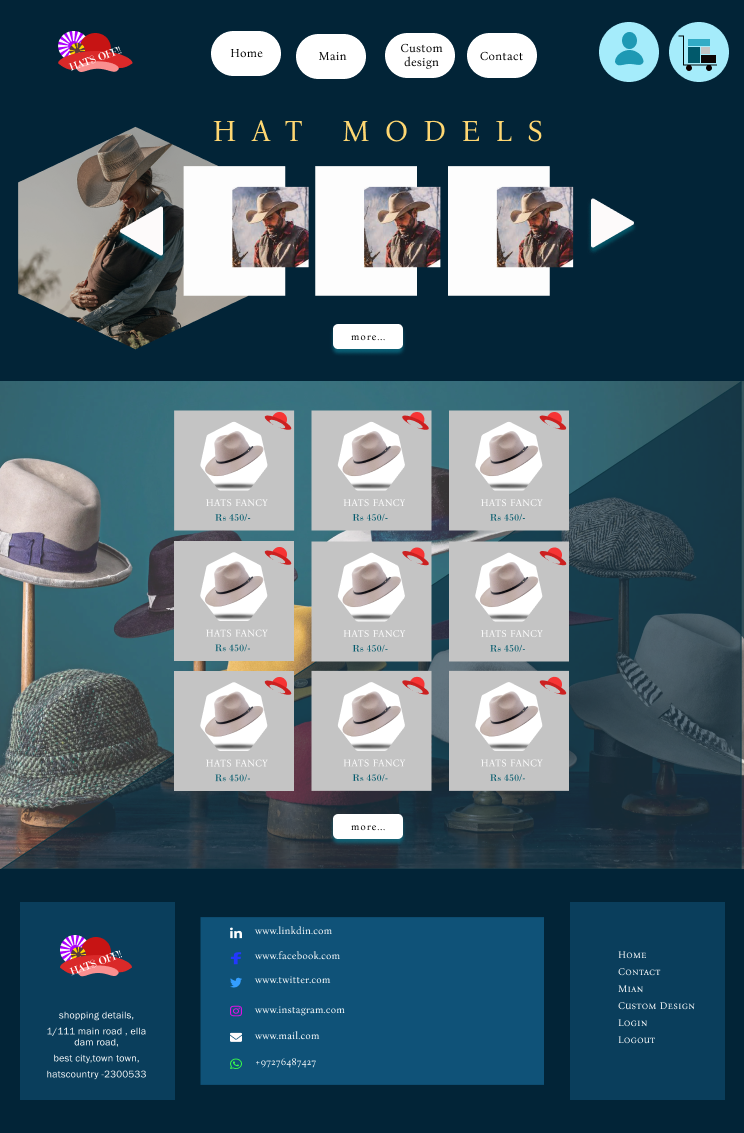 HATS OFF!!
Home
Main
Custom
design
Contact
HAT MODELS
more...
HATS FANCY
Rs 450/-
HATS FANCY
Rs 450/-
HATS FANCY
Rs 450/-
HATS FANCY
Rs 450/-
HATS FANCY
Rs 450/-
HATS FANCY
Rs 450/-
HATS FANCY
Rs 450/-
HATS FANCY
Rs 450/-
HATS FANCY
Rs 450/-
more...
HATS OFF!!
shopping details,
1/111 main road , ella
dam road,
best city,town town,
hatscountry -2300533
www.linkdin.com
www.facebook.com
www.twitter.com
www.instagram.com
www.mail.com
+97276487427
Home
Contact
Mian
Custom Design
Login
Logout